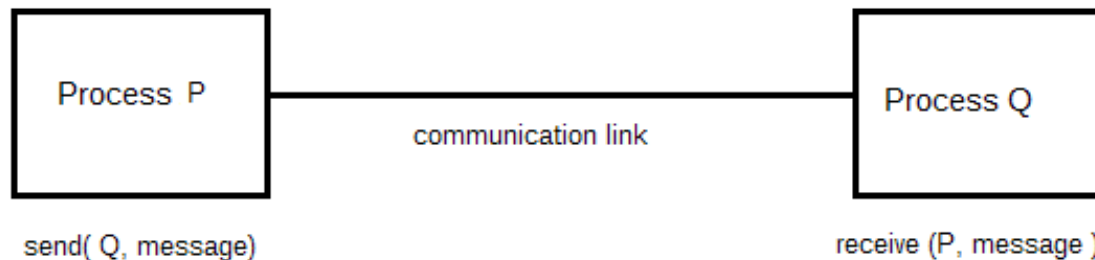 Process P
Process Q
communication link
send( Q, message)
receive (P, message )